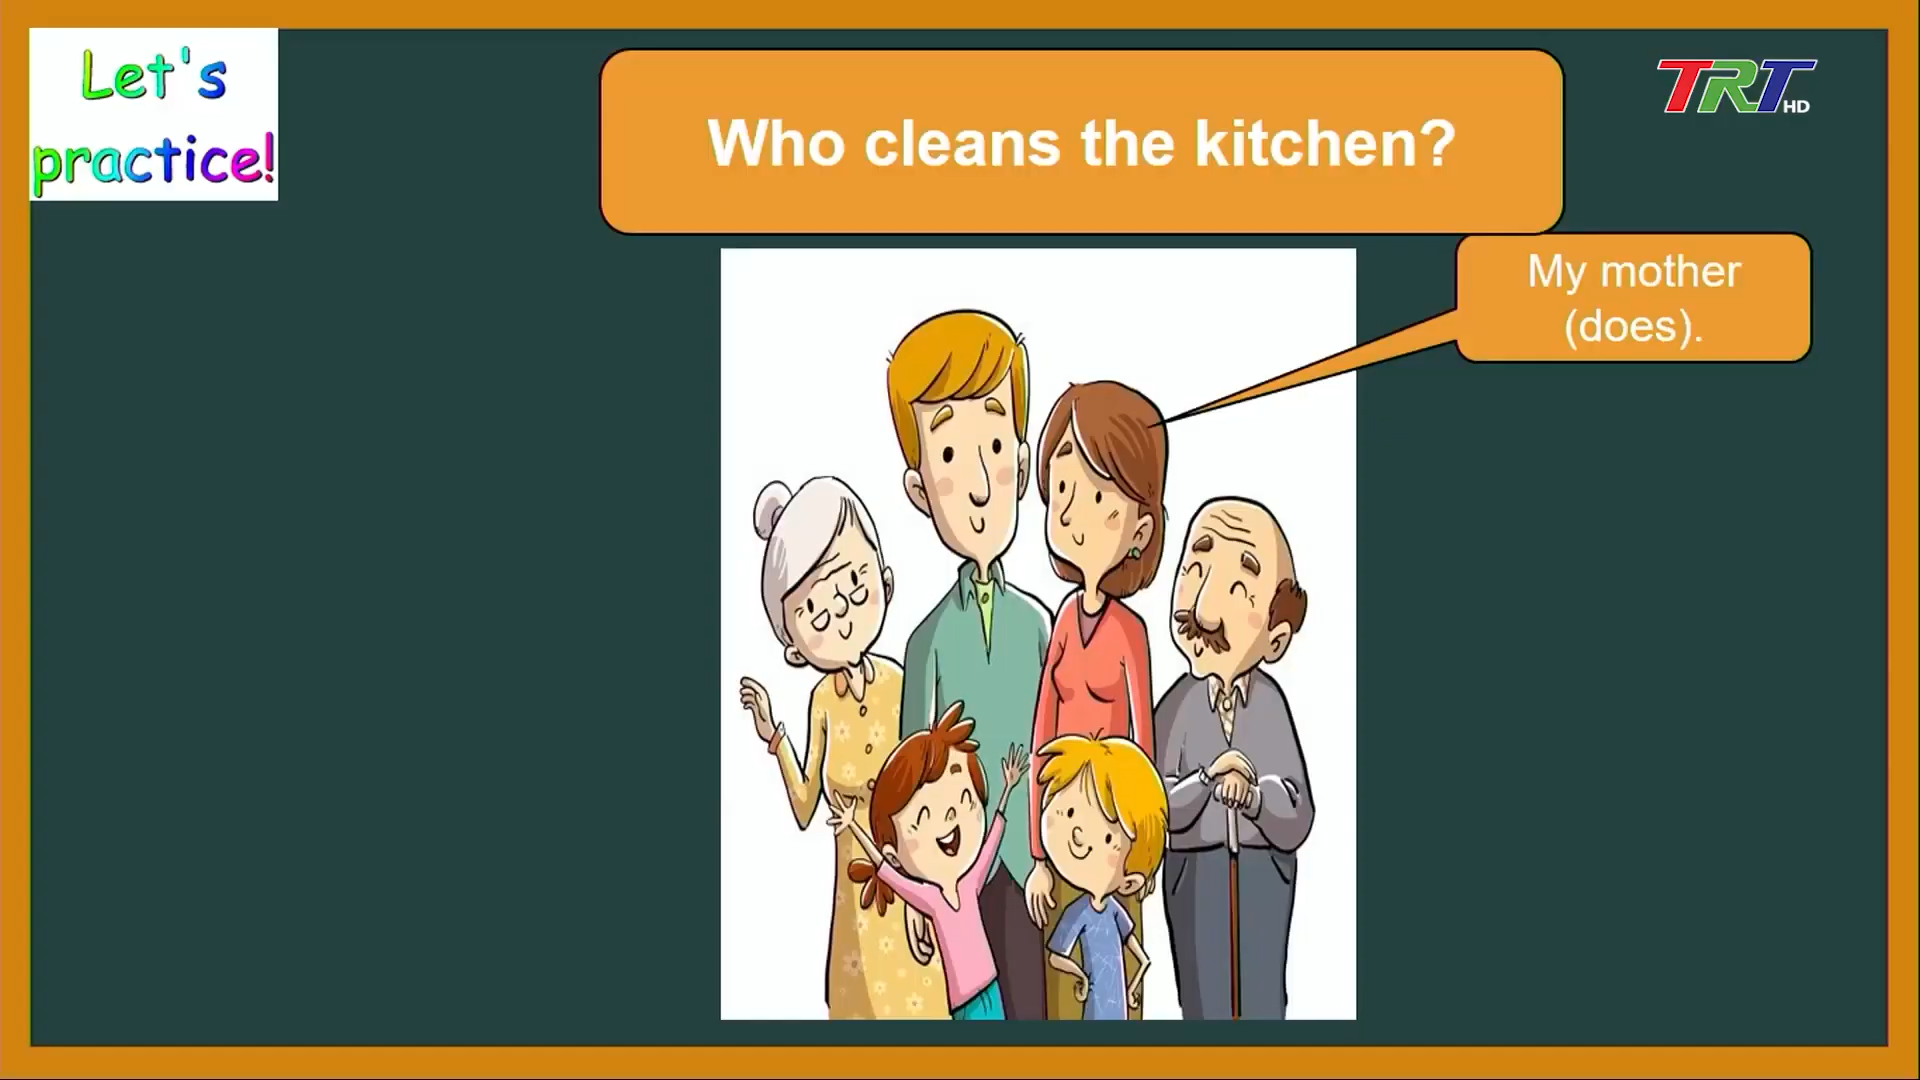 Let's
practice!
Who cleans the kitchen?
TRT HD
My mother
(does).